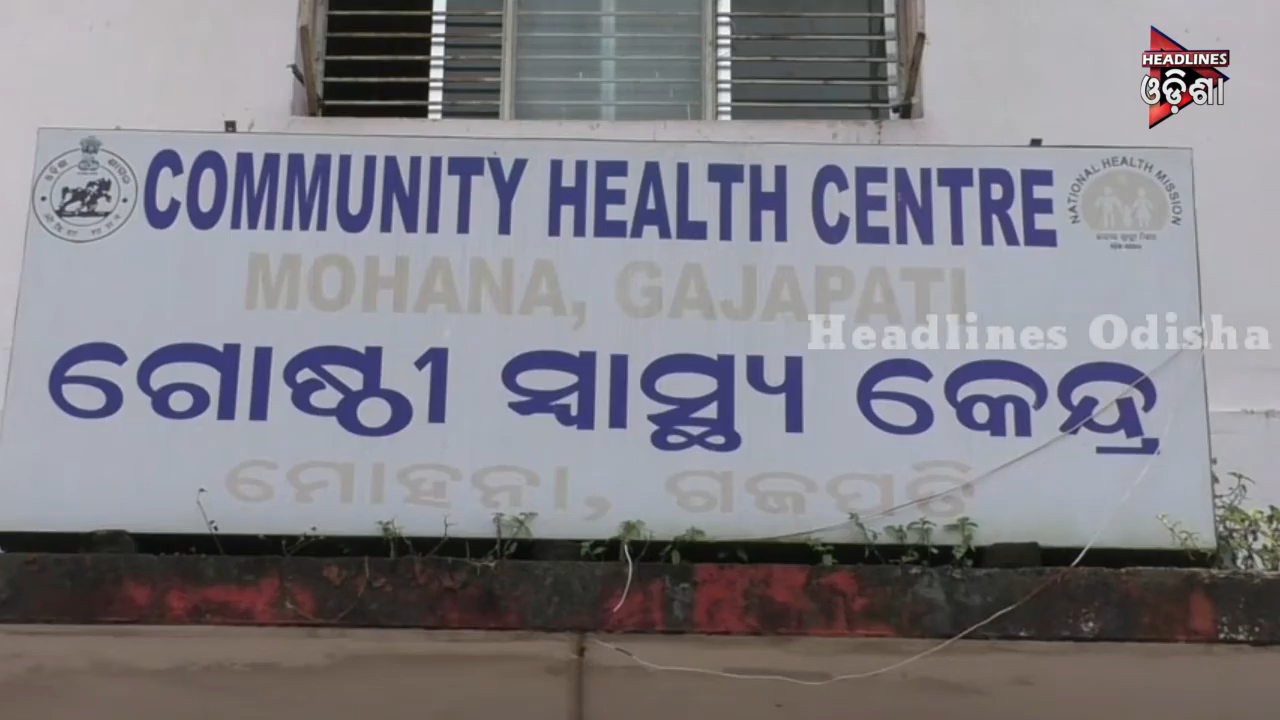 HEADLINES
ଓଡ଼ିଶା
COMMUNITY HEALTH CENTRE
NATIONAL HEALTH MISSION
MOHANA, GAJAPATI
Headlines Odisha
ଗୋଷ୍ଠୀ ସ୍ୱାସ୍ଥ୍ୟ କେନ୍ଦ୍ର
ମୋହନା, ଗଜପତି